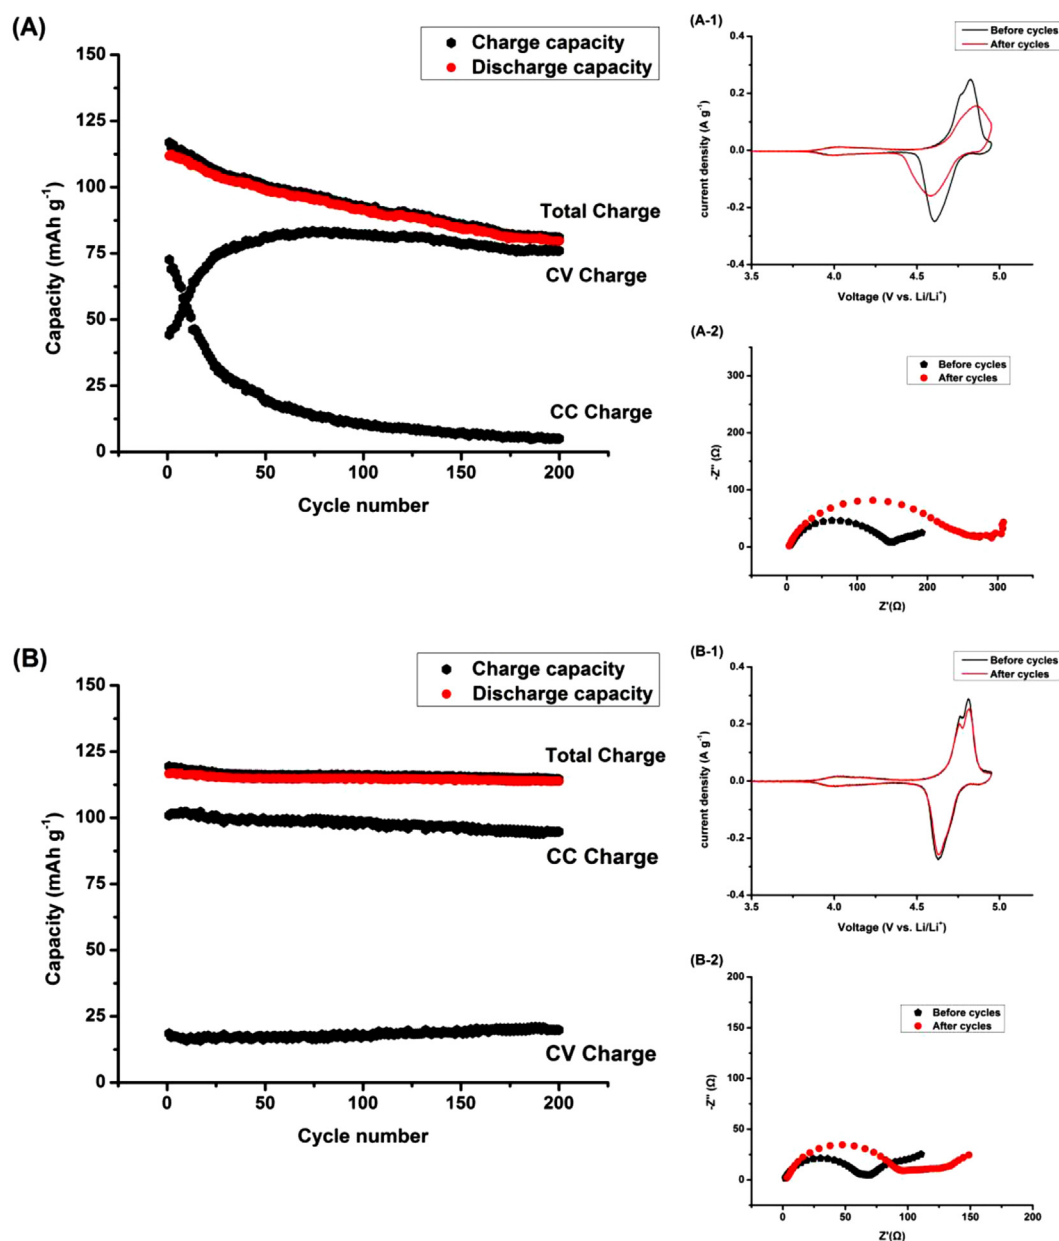 (A)
Charge capacity
Discharge capacity
150
125
100
75
50
25
0
Capacity (mAh g⁻¹)
Total Charge
CV Charge
CC Charge
0
50
100
150
200
Cycle number
(A-1)
Before cycles
After cycles
0.4
0.2
0.0
-0.2
-0.4
current density (A g⁻¹)
3.5
4.0
4.5
5.0
Voltage (V vs. Li/Li⁺)
(A-2)
Before cycles
After cycles
300
200
100
0
-Z''(Ω)
0
100
200
300
Z'(Ω)
(B)
Charge capacity
Discharge capacity
150
125
100
75
50
25
0
Capacity (mAh g⁻¹)
Total Charge
CC Charge
CV Charge
0
50
100
150
200
Cycle number
(B-1)
Before cycles
After cycles
0.4
0.2
0.0
-0.2
-0.4
current density (A g⁻¹)
3.5
4.0
4.5
5.0
Voltage (V vs. Li/Li⁺)
(B-2)
Before cycles
After cycles
200
150
100
50
0
-Z''(Ω)
0
50
100
150
200
Z'(Ω)